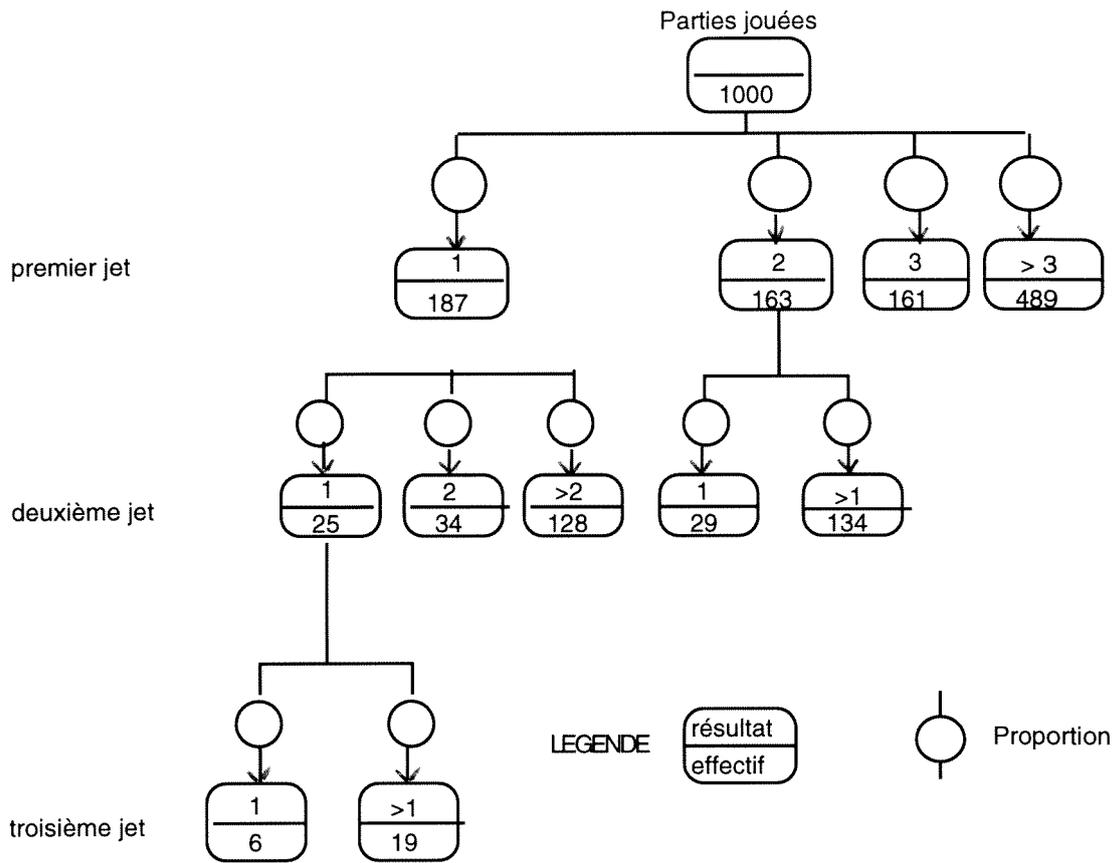 Parties jouées
1000
premier jet
1
187
2
163
3
161
> 3
489
deuxième jet
1
25
2
34
>2
128
1
29
>1
134
LEGENDE
résultat
effectif
Proportion
troisième jet
1
6
>1
19